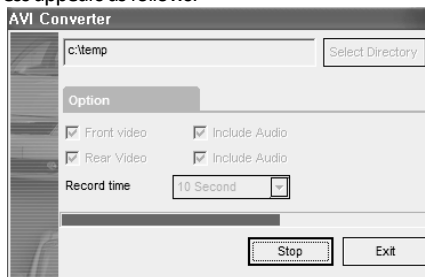 AVI Converter
c:\temp
Select Directory
Option
Front video
Include Audio
Rear Video
Include Audio
Record time
10 Second
Stop
Exit